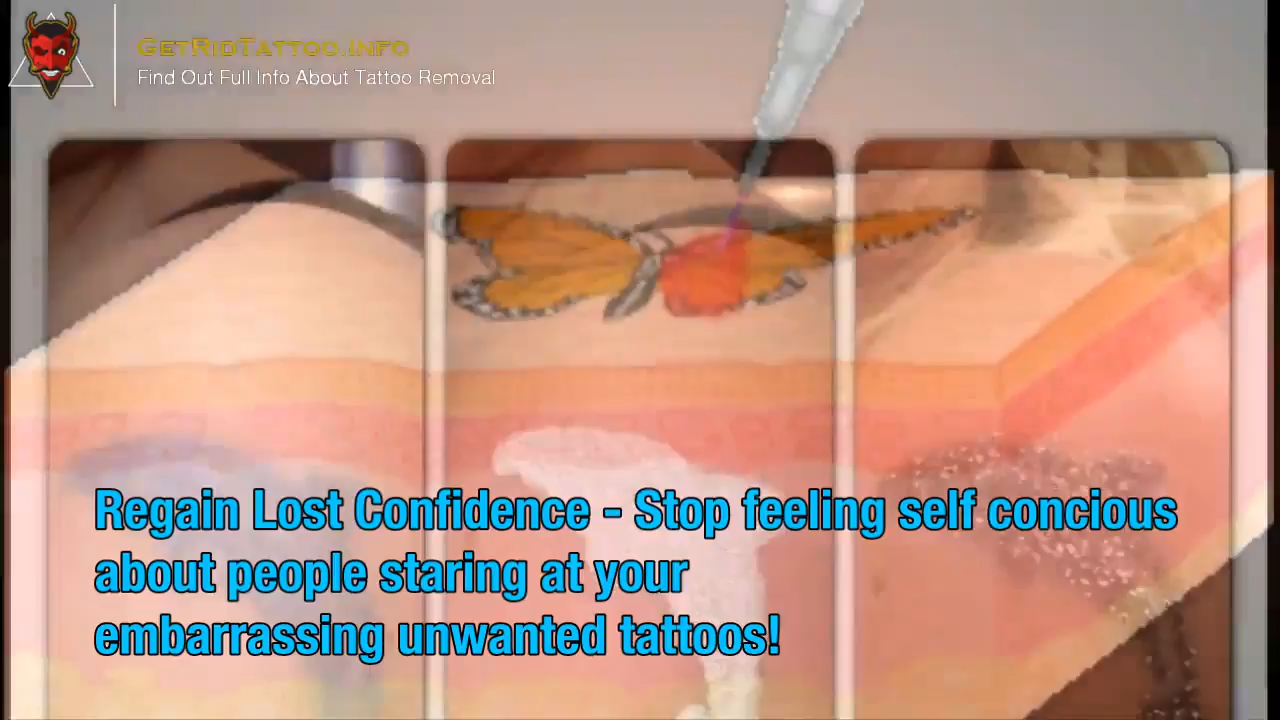 GetRidTattoo.info
Find Out Full Info About Tattoo Removal
Regain Lost Confidence - Stop feeling self concious
about people staring at your
embarrassing unwanted tattoos!